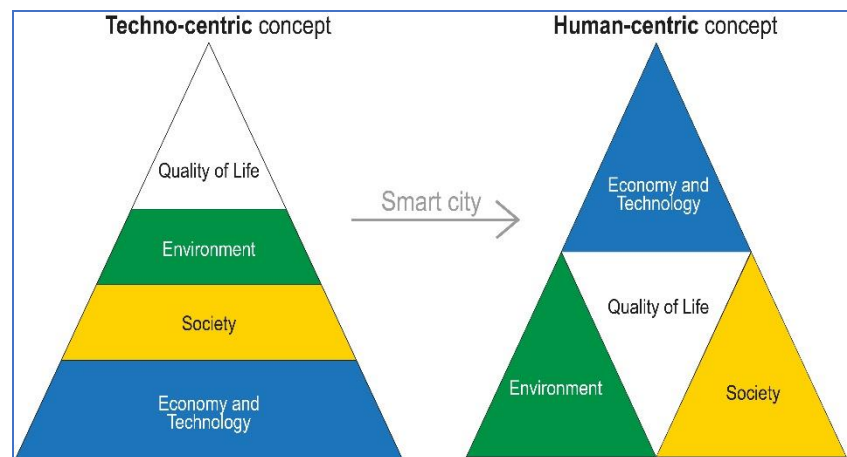 Techno-centric concept
Quality of Life
Environment
Society
Economy and
Technology
Smart city
Human-centric concept
Economy and
Technology
Quality of Life
Environment
Society